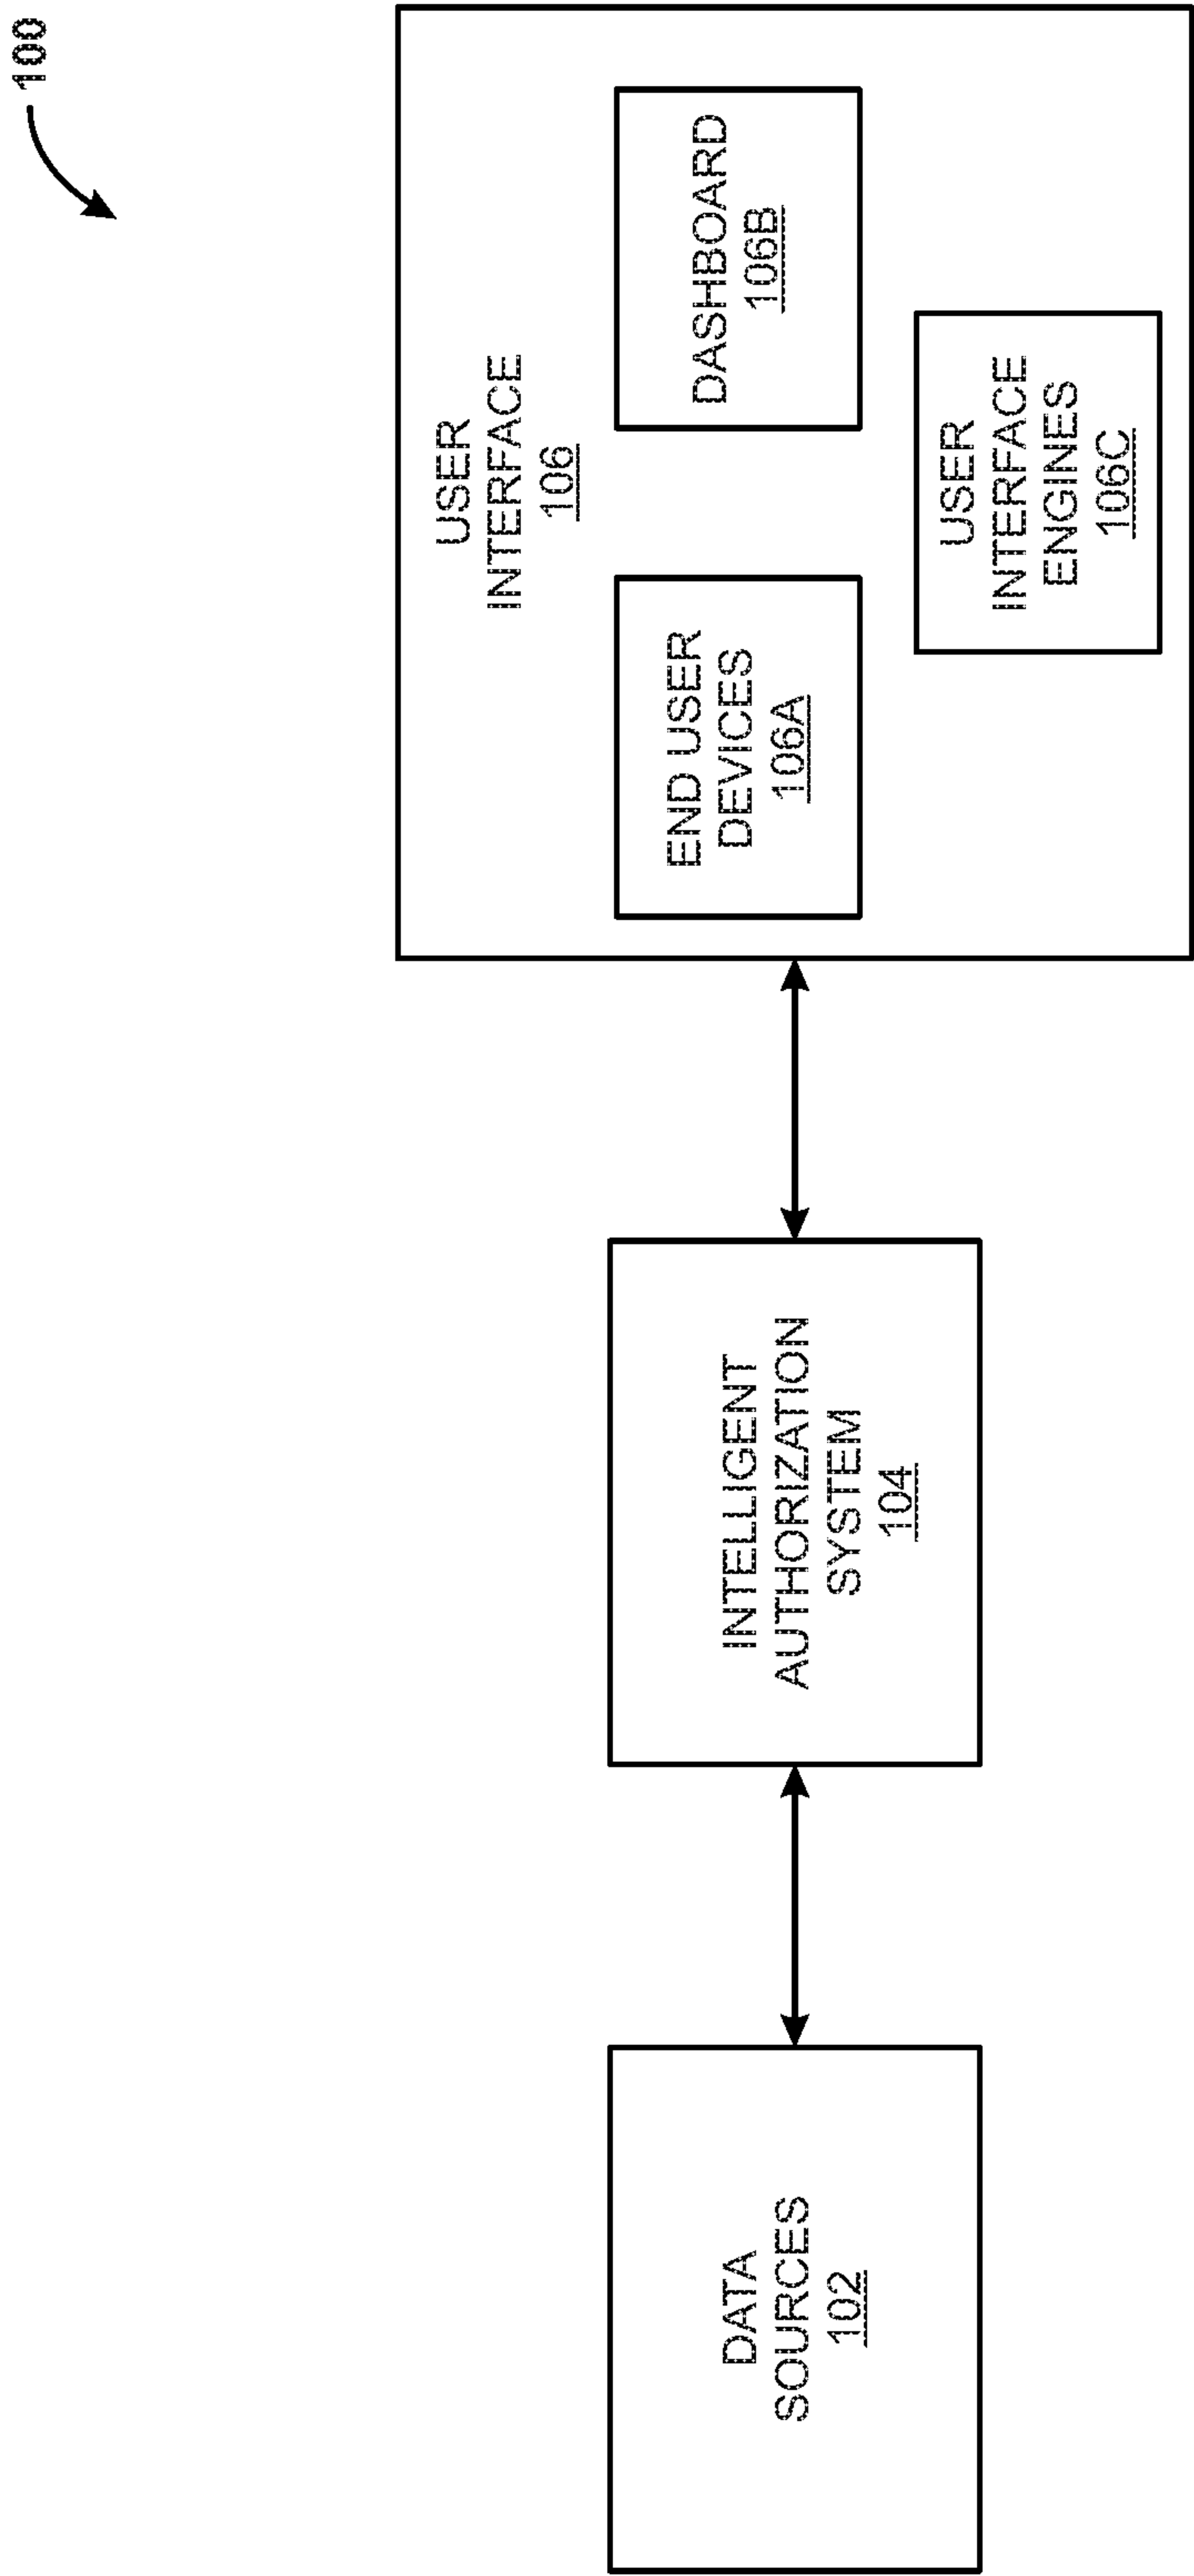 100
DATA
SOURCES
102
INTELLIGENT
AUTHORIZATION
SYSTEM
104
USER
INTERFACE
106
END USER
DEVICES
106A
DASHBOARD
106B
USER
INTERFACE
ENGINES
106C